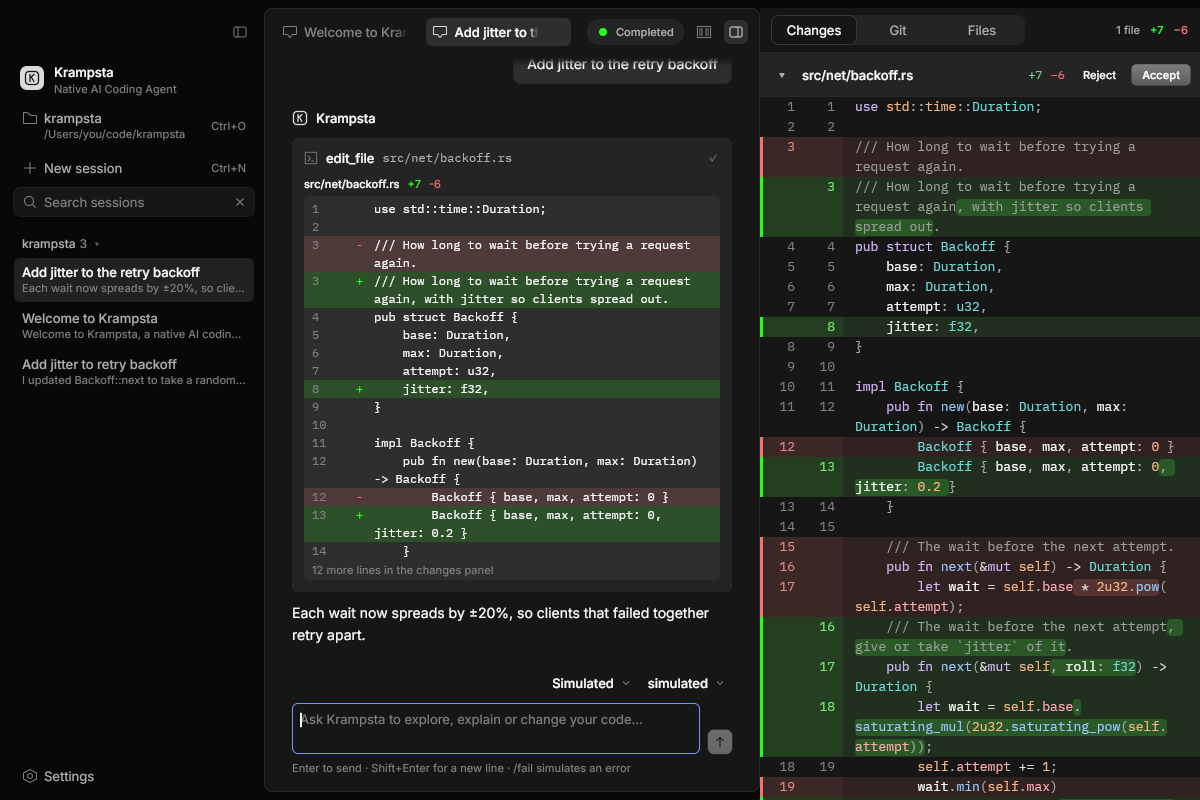 Krampsta
Native AI Coding Agent
krampsta
/Users/you/code/krampsta
Ctrl+O
New session
Ctrl+N
Search sessions
krampsta 3
Add jitter to the retry backoff
Each wait now spreads by ±20%, so clie...
Welcome to Krampsta
Welcome to Krampsta, a native AI codin...
Add jitter to retry backoff
I updated Backoff::next to take a random...
Settings
Welcome to Krar
Add jitter to t
Completed
Add jitter to the retry backoff
Krampsta
edit_file src/net/backoff.rs
src/net/backoff.rs +7 -6
1 use std::time::Duration;
2
3 - /// How long to wait before trying a request
again.
3 + /// How long to wait before trying a request
again, with jitter so clients spread out.
4 pub struct Backoff {
5 base: Duration,
6 max: Duration,
7 attempt: u32,
8 + jitter: f32,
9 }
10
11 impl Backoff {
12 pub fn new(base: Duration, max: Duration)
-> Backoff {
12 - Backoff { base, max, attempt: 0 }
13 + Backoff { base, max, attempt: 0,
jitter: 0.2 }
14 }
12 more lines in the changes panel
Each wait now spreads by ±20%, so clients that failed together
retry apart.
Simulated simulated
Ask Krampsta to explore, explain or change your code...
Enter to send · Shift+Enter for a new line · /fail simulates an error
Changes Git Files 1 file +7 −6
src/net/backoff.rs +7 −6 Reject Accept
1 1 use std::time::Duration;
2 2
3 /// How long to wait before trying a
request again.
3 /// How long to wait before trying a
request again, with jitter so clients
spread out.
4 4 pub struct Backoff {
5 5 base: Duration,
6 6 max: Duration,
7 7 attempt: u32,
8 jitter: f32,
8 9 }
9 10
10 11 impl Backoff {
11 12 pub fn new(base: Duration, max:
Duration) -> Backoff {
12 Backoff { base, max, attempt: 0 }
13 Backoff { base, max, attempt: 0,
jitter: 0.2 }
13 14 }
14 15
15 /// The wait before the next attempt.
16 pub fn next(&mut self) -> Duration {
17 let wait = self.base * 2u32.pow(
self.attempt);
16 /// The wait before the next attempt,
give or take `jitter` of it.
17 pub fn next(&mut self, roll: f32) ->
Duration {
18 let wait = self.base.
saturating_mul(2u32.saturating_pow(self.
attempt));
18 19 self.attempt += 1;
19 wait.min(self.max)